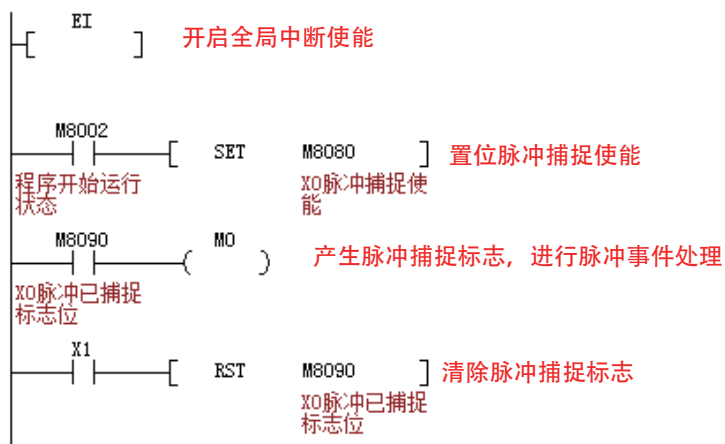 EI
开启全局中断使能
M8002
SET M8080
置位脉冲捕捉使能
程序开始运行
状态
X0脉冲捕捉使
能
M8090
M0
产生脉冲捕捉标志，进行脉冲事件处理
X0脉冲已捕捉
标志位
X1
RST M8090
清除脉冲捕捉标志
X0脉冲已捕捉
标志位